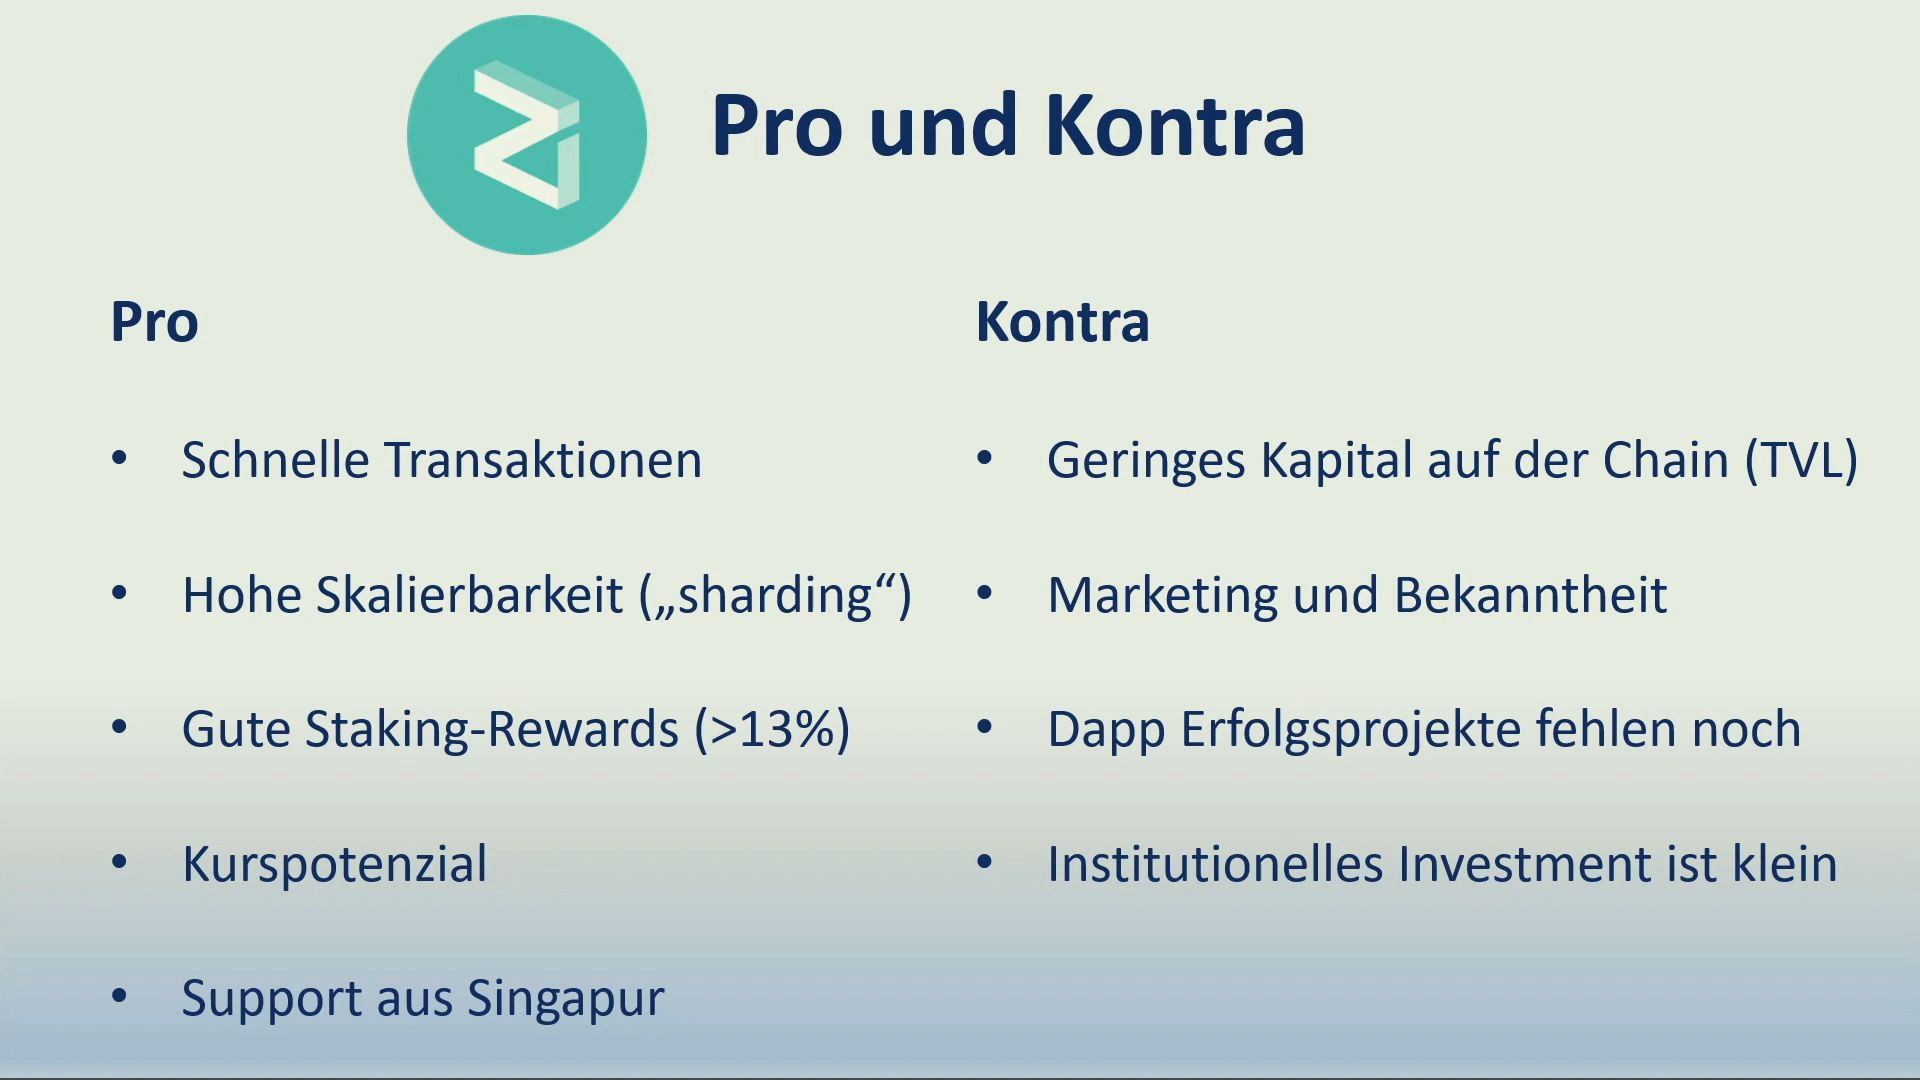 Pro und Kontra
Pro
• Schnelle Transaktionen
• Hohe Skalierbarkeit („sharding“)
• Gute Staking-Rewards (>13%)
• Kurspotenzial
• Support aus Singapur
Kontra
• Geringes Kapital auf der Chain (TVL)
• Marketing und Bekanntheit
• Dapp Erfolgsprojekte fehlen noch
• Institutionelles Investment ist klein